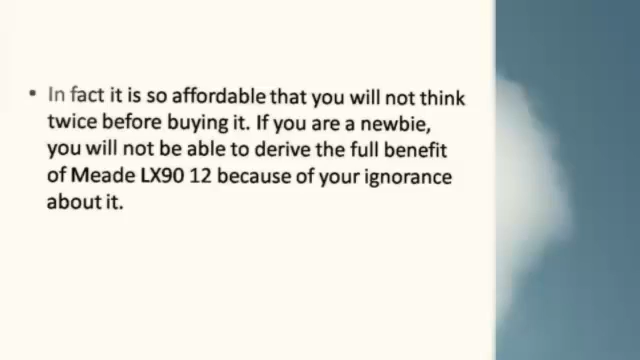 • In fact it is so affordable that you will not think
twice before buying it. If you are a newbie,
you will not be able to derive the full benefit
of Meade LX90 12 because of your ignorance
about it.